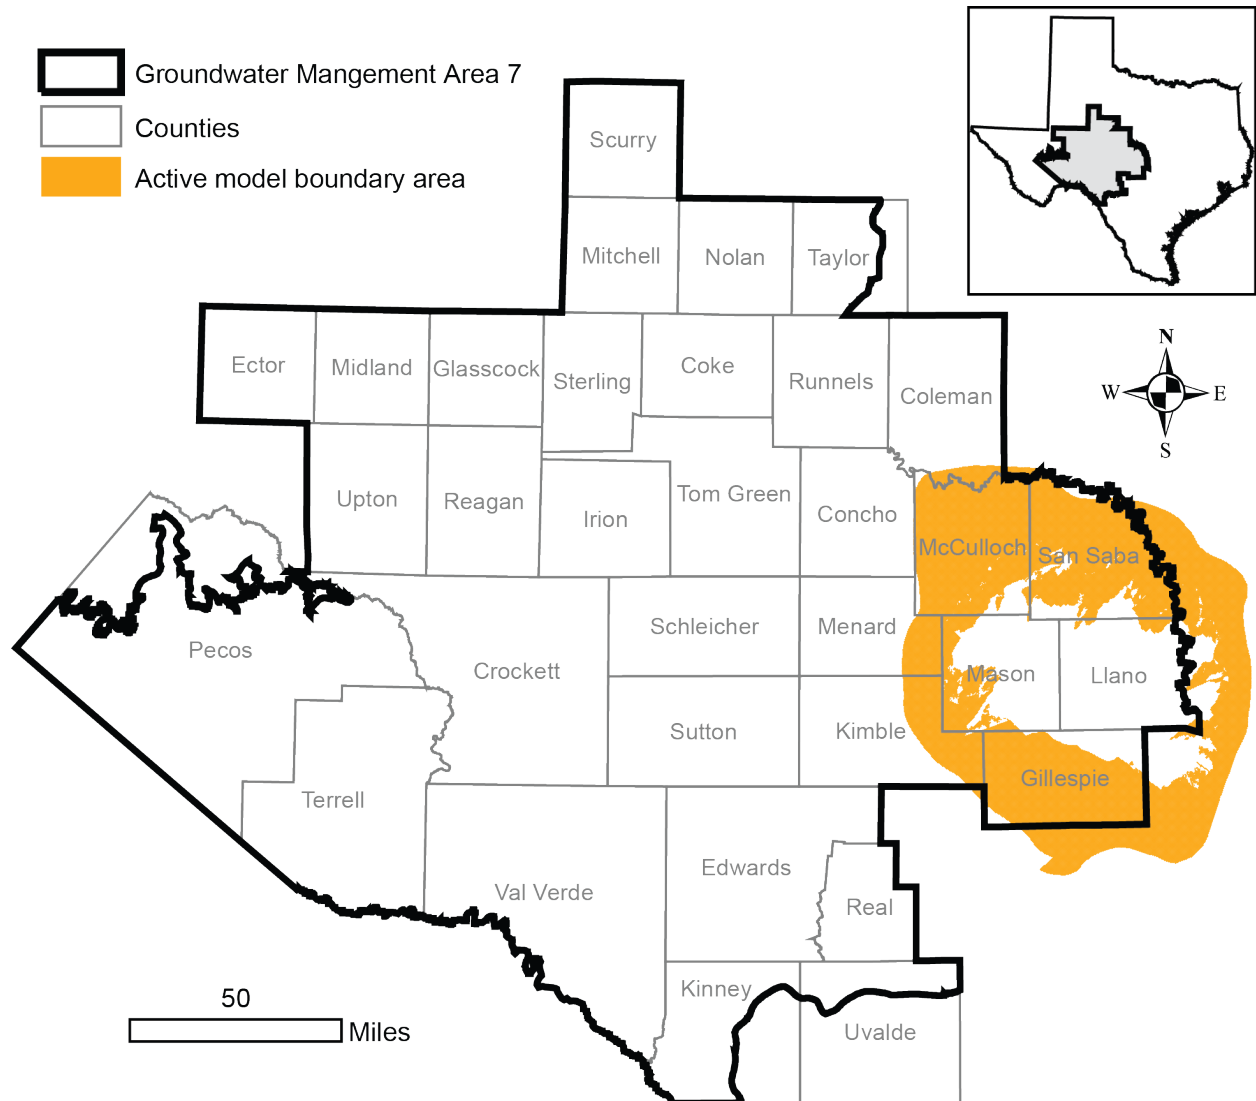 Groundwater Mangement Area 7
Counties
Active model boundary area
Scurry
Mitchell
Nolan
Taylor
Ector
Midland
Glasscock
Sterling
Coke
Runnels
Coleman
N
W
E
S
Upton
Reagan
Irion
Tom Green
Concho
McCulloch
San Saba
Pecos
Crockett
Schleicher
Menard
Mason
Llano
Sutton
Kimble
Gillespie
Terrell
Val Verde
Edwards
Real
Kinney
Uvalde
50
Miles